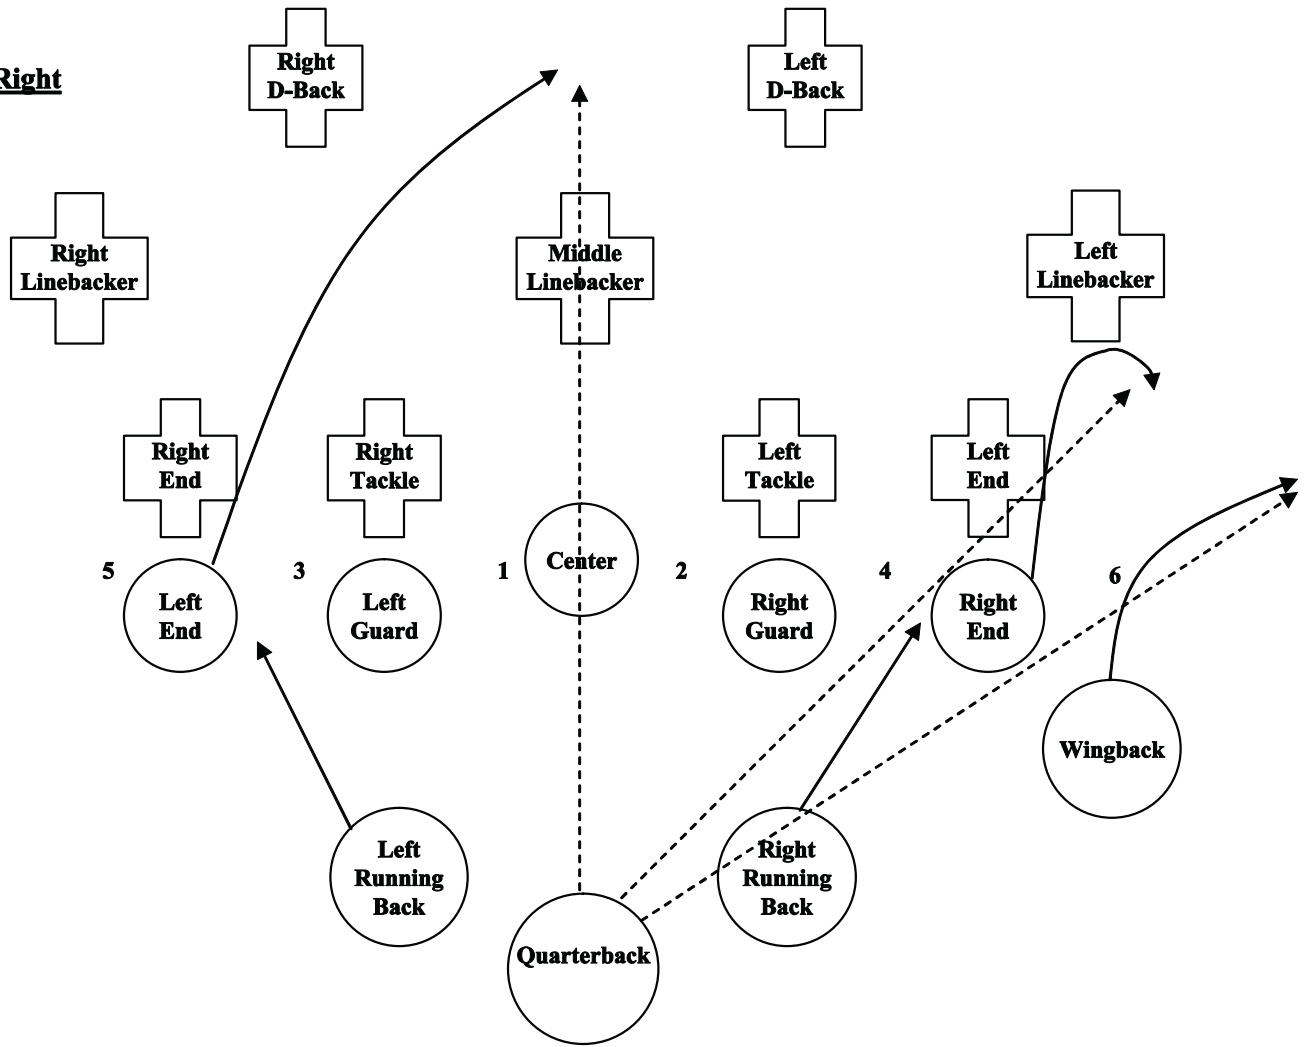 Right
Right
D-Back
Left
D-Back
Right
Linebacker
Middle
Linebacker
Left
Linebacker
Right
End
Right
Tackle
Left
Tackle
Left
End
5
3
1
Center
2
4
6
Left
End
Left
Guard
Right
Guard
Right
End
Wingback
Left
Running
Back
Right
Running
Back
Quarterback